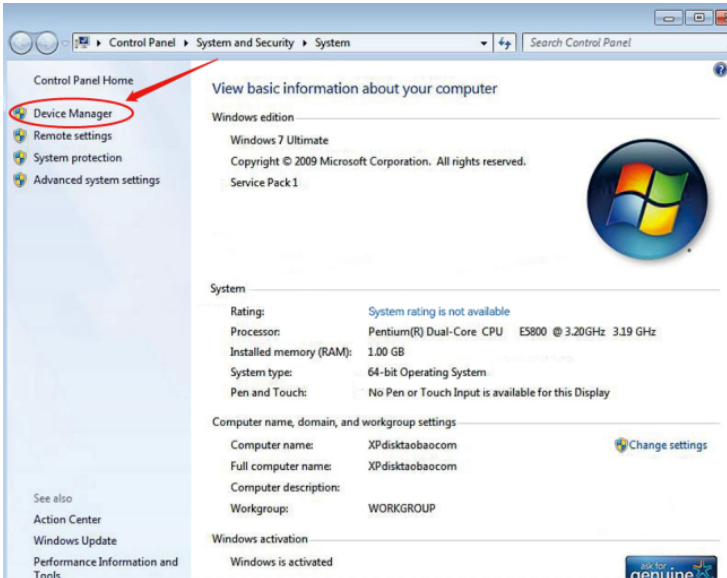 Control Panel ▸ System and Security ▸ System
Search Control Panel
Control Panel Home
Device Manager
Remote settings
System protection
Advanced system settings
See also
Action Center
Windows Update
Performance Information and
Tools
View basic information about your computer
Windows edition
Windows 7 Ultimate
Copyright © 2009 Microsoft Corporation. All rights reserved.
Service Pack 1
System
Rating: System rating is not available
Processor: Pentium(R) Dual-Core CPU E5800 @ 3.20GHz 3.19 GHz
Installed memory (RAM): 1.00 GB
System type: 64-bit Operating System
Pen and Touch: No Pen or Touch Input is available for this Display
Computer name, domain, and workgroup settings
Computer name: XPdisktaobaocom Change settings
Full computer name: XPdisktaobaocom
Computer description:
Workgroup: WORKGROUP
Windows activation
Windows is activated
ask for
genuine